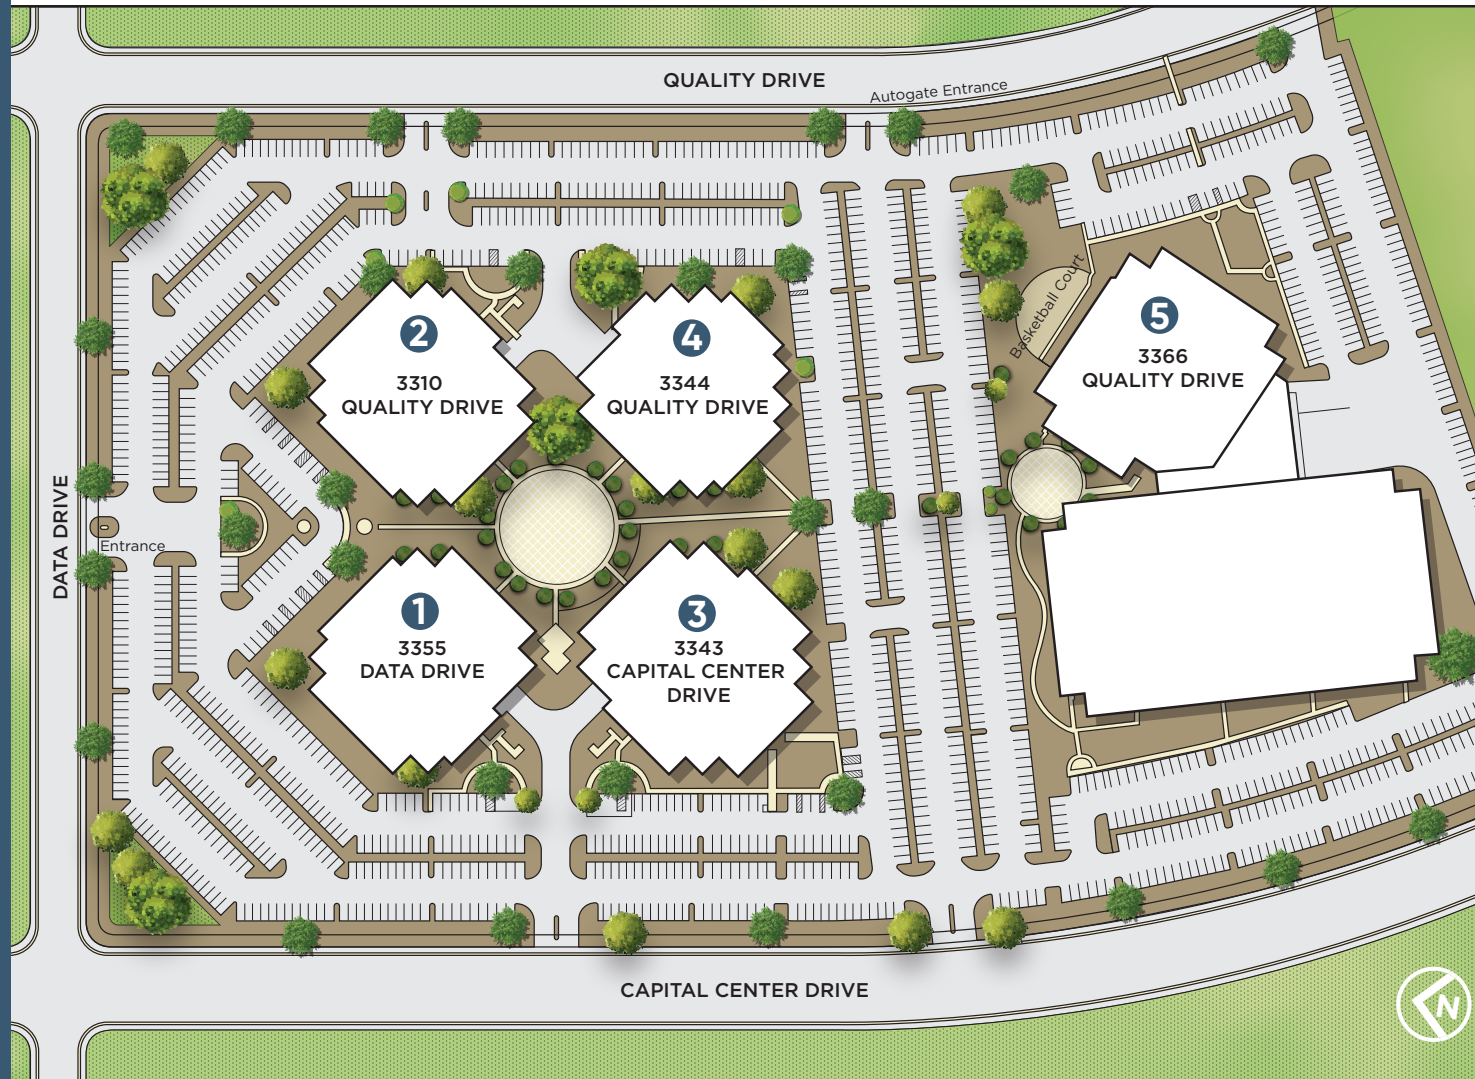 QUALITY DRIVE
Autogate Entrance
2
3310
QUALITY DRIVE
4
3344
QUALITY DRIVE
Basketball Court
5
3366
QUALITY DRIVE
DATA DRIVE
Entrance
1
3355
DATA DRIVE
3
3343
CAPITAL CENTER
DRIVE
CAPITAL CENTER DRIVE
N